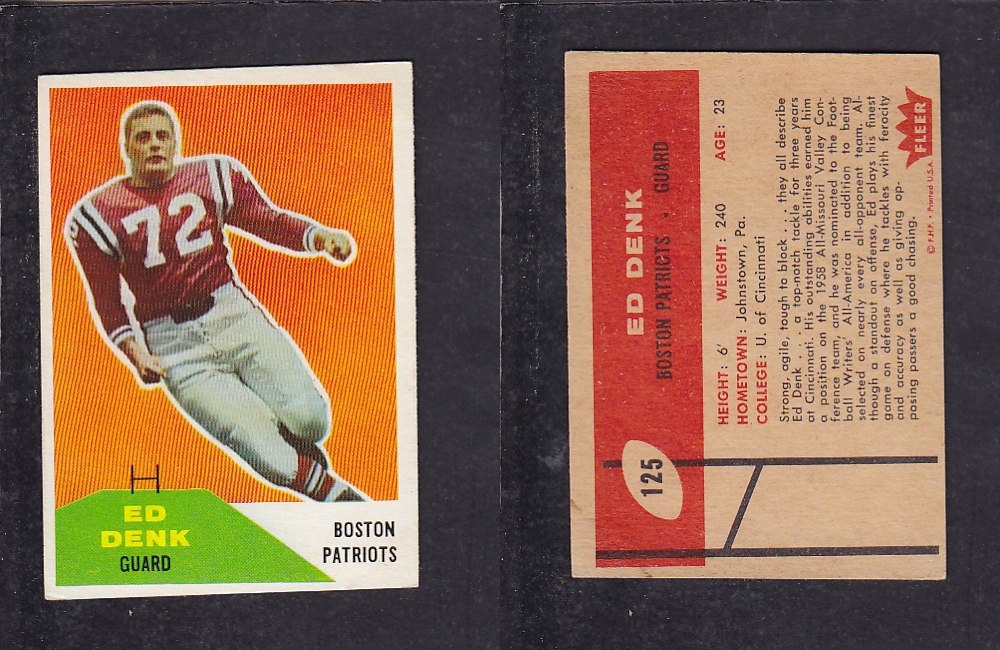 72
2
ED
DENK
GUARD
BOSTON
PATRIOTS
125
ED DENK
BOSTON PATRIOTS • GUARD
HEIGHT: 6' WEIGHT: 240 AGE: 23
HOMETOWN: Johnstown, Pa.
COLLEGE: U. of Cincinnati
Strong, agile, tough to block . . . they all describe
Ed Denk . . . a top-notch tackle for three years
at Cincinnati. His outstanding abilities earned him
a position on the 1958 All-Missouri Valley Con-
ference team, and he was nominated to the Foot-
ball Writers' All-America in addition to being
selected on nearly every all-opponent team. Al-
though a standout on offense, Ed plays his finest
game on defense where he tackles with ferocity
and accuracy as well as giving op-
posing passers a good chasing.
FLEER
© F.H.F. • Printed U.S.A.